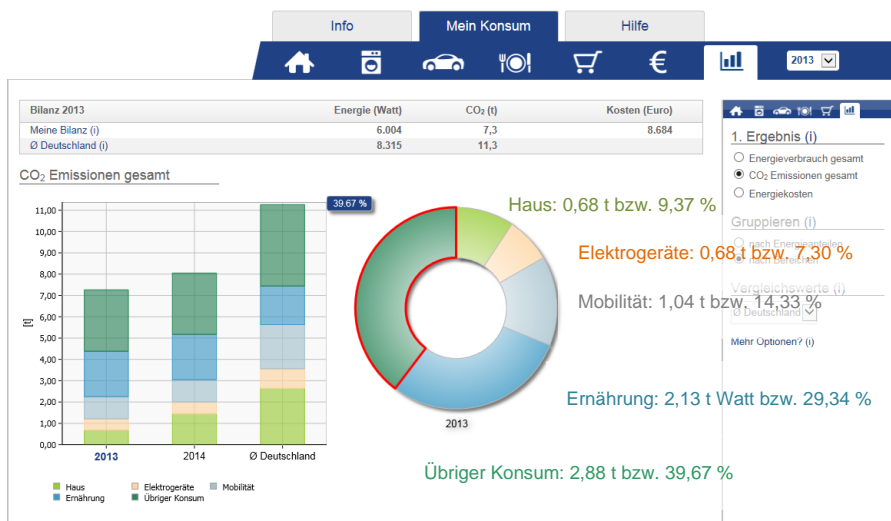 Info Mein Konsum Hilfe
2013
Bilanz 2013 Energie (Watt) CO₂ (t) Kosten (Euro)
Meine Bilanz (i) 6.004 7,3 8.684
Ø Deutschland (i) 8.315 11,3
CO₂ Emissionen gesamt
39.67 %
11,00
10,00
9,00
8,00
7,00
6,00
5,00
4,00
3,00
2,00
1,00
0,00
[t]
2013 2014 Ø Deutschland
Haus Elektrogeräte Mobilität
Ernährung Übriger Konsum
2013
Haus: 0,68 t bzw. 9,37 %
Elektrogeräte: 0,68 t bzw. 7,30 %
Mobilität: 1,04 t bzw. 14,33 %
Ernährung: 2,13 t Watt bzw. 29,34 %
Übriger Konsum: 2,88 t bzw. 39,67 %
1. Ergebnis (i)
Energieverbrauch gesamt
CO₂ Emissionen gesamt
Energiekosten
Gruppieren (i)
nach Energieanteilen
nach Bereichen
Vergleichswerte (i)
Ø Deutschland
Mehr Optionen? (i)